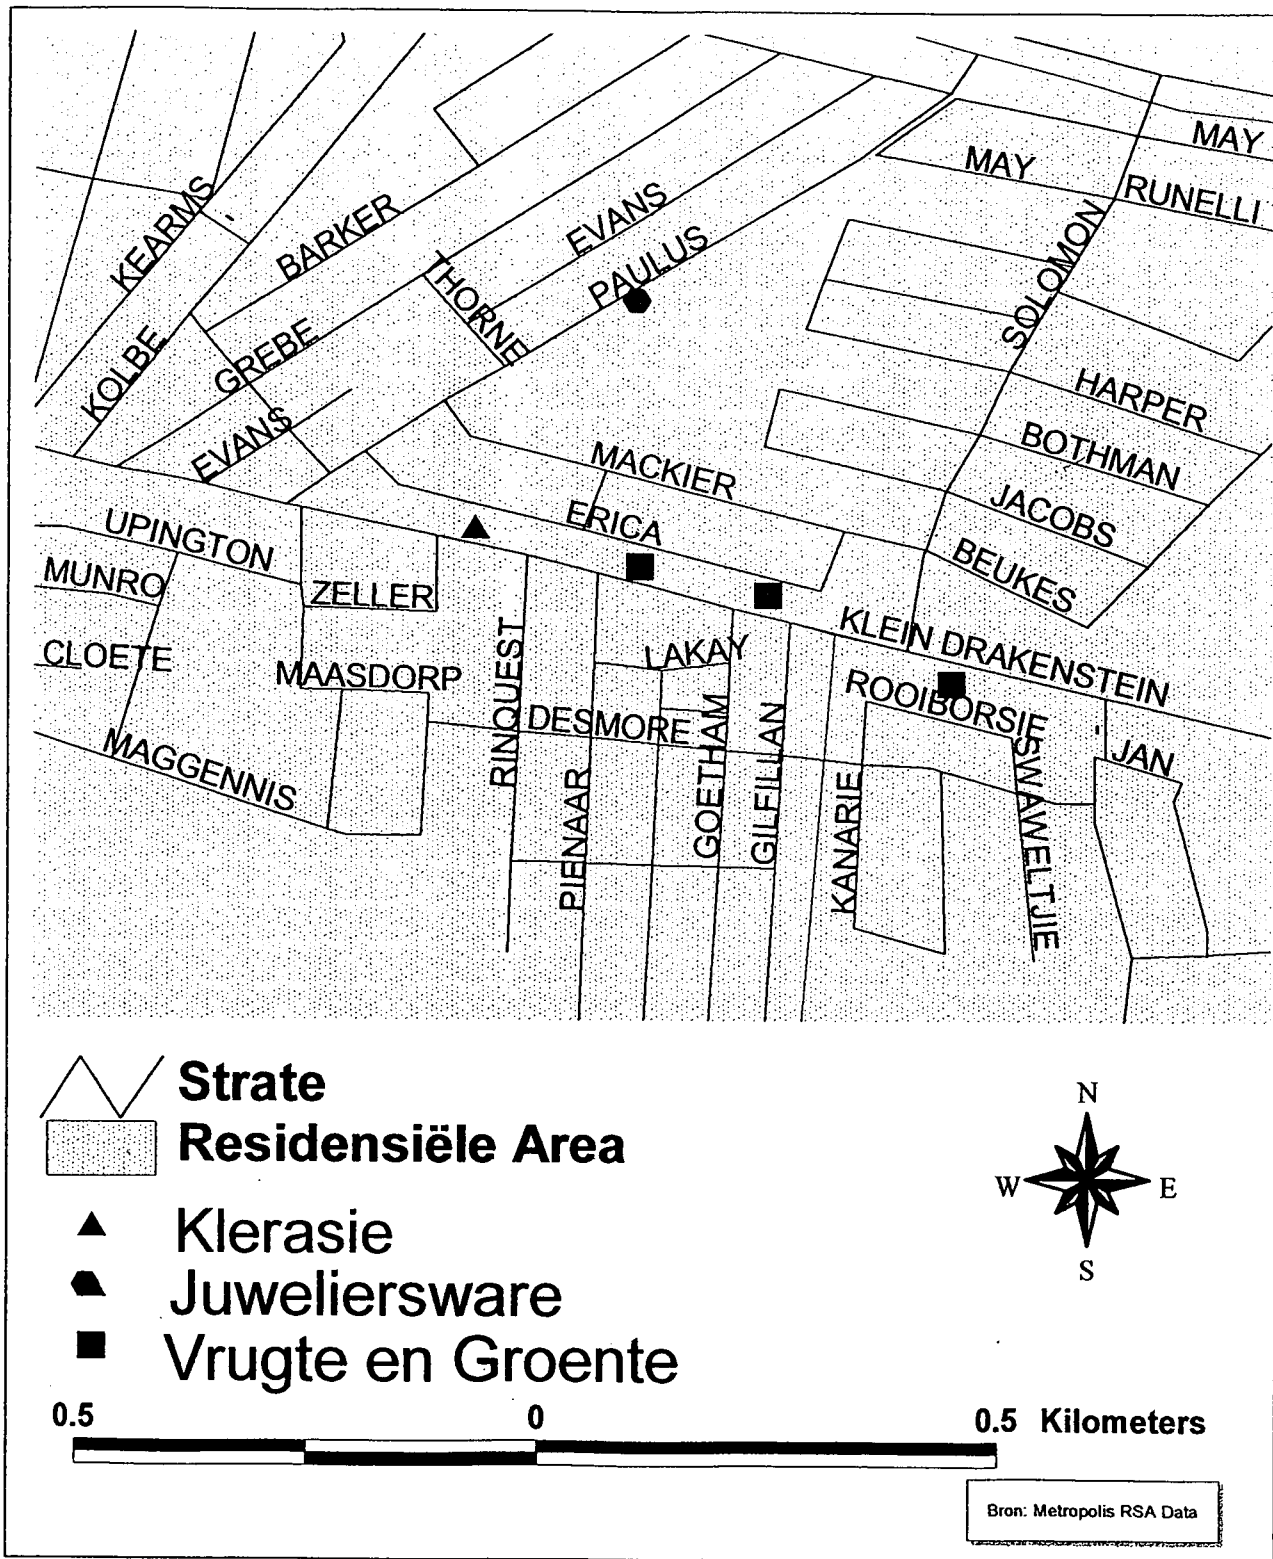 MAY
MAY
RUNELLI
KEARMS
BARKER
EVANS
PAULUS
SOLOMON
THORNE
KOLBE
GREBE
EVANS
HARPER
BOTHMAN
MACKIER
JACOBS
ERICA
BEUKES
UPINGTON
MUNRO
ZELLER
KLEIN DRAKENSTEIN
CLOETE
MAASDORP
RINQUEST
LAKAY
ROOIBORSIE
DESMORE
MAGGENNIS
PIENAAR
GOETHAM
GILFILLAN
KANARIE
SWAWELTJIE
JAN
Strate
Residensiële Area
Klerasie
Juweliersware
Vrugte en Groente
N
W E
S
0.5 0 0.5 Kilometers
Bron: Metropolis RSA Data